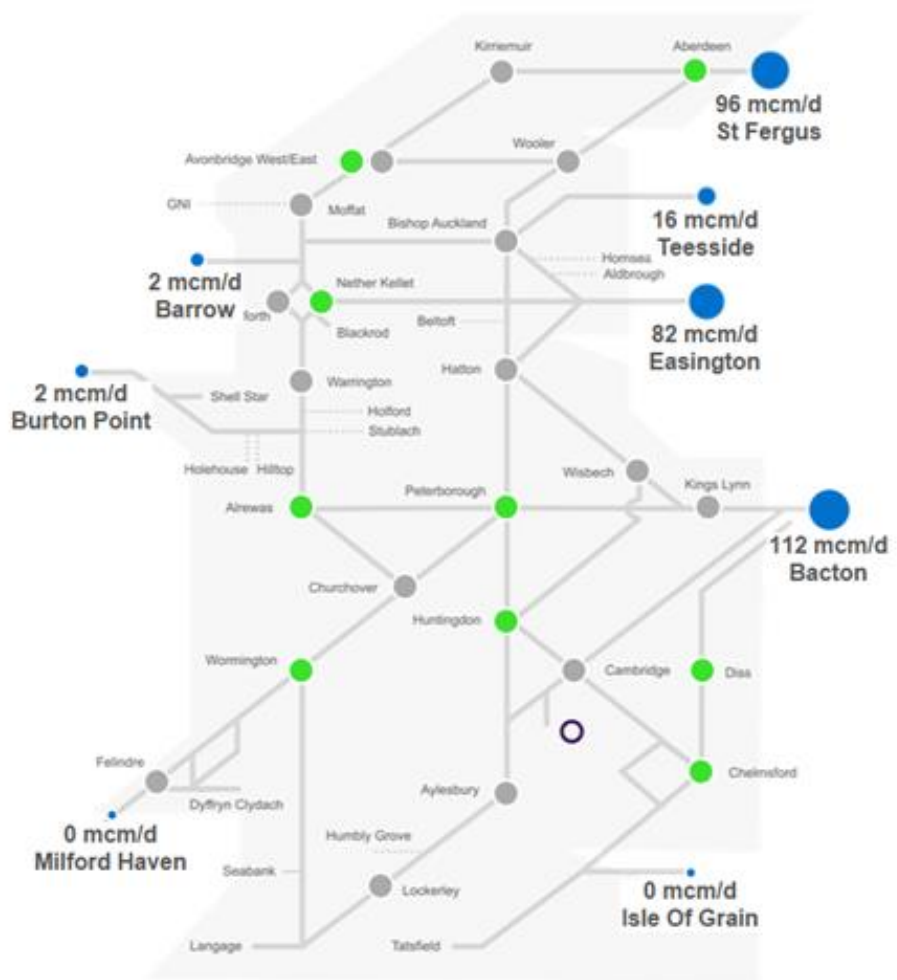 Kirriemuir
Aberdeen
96 mcm/d
St Fergus
Avonbridge West/East
Wooler
GNI
Moffat
Bishop Auckland
16 mcm/d
Teesside
Hornsea
Aldbrough
2 mcm/d
Barrow
Nether Kellet
forth
Blackrod
Beltoft
82 mcm/d
Easington
Hatton
2 mcm/d
Burton Point
Shell Star
Warrington
Holford
Stublach
Holehouse
Hilltop
Wisbech
Kings Lynn
Peterborough
Alrewas
112 mcm/d
Bacton
Churchover
Huntingdon
Wormington
Cambridge
Diss
Felindre
Dyffryn Clydach
Aylesbury
Chelmsford
0 mcm/d
Milford Haven
Humbly Grove
Seabank
Lockerley
0 mcm/d
Isle Of Grain
Langage
Tatsfield